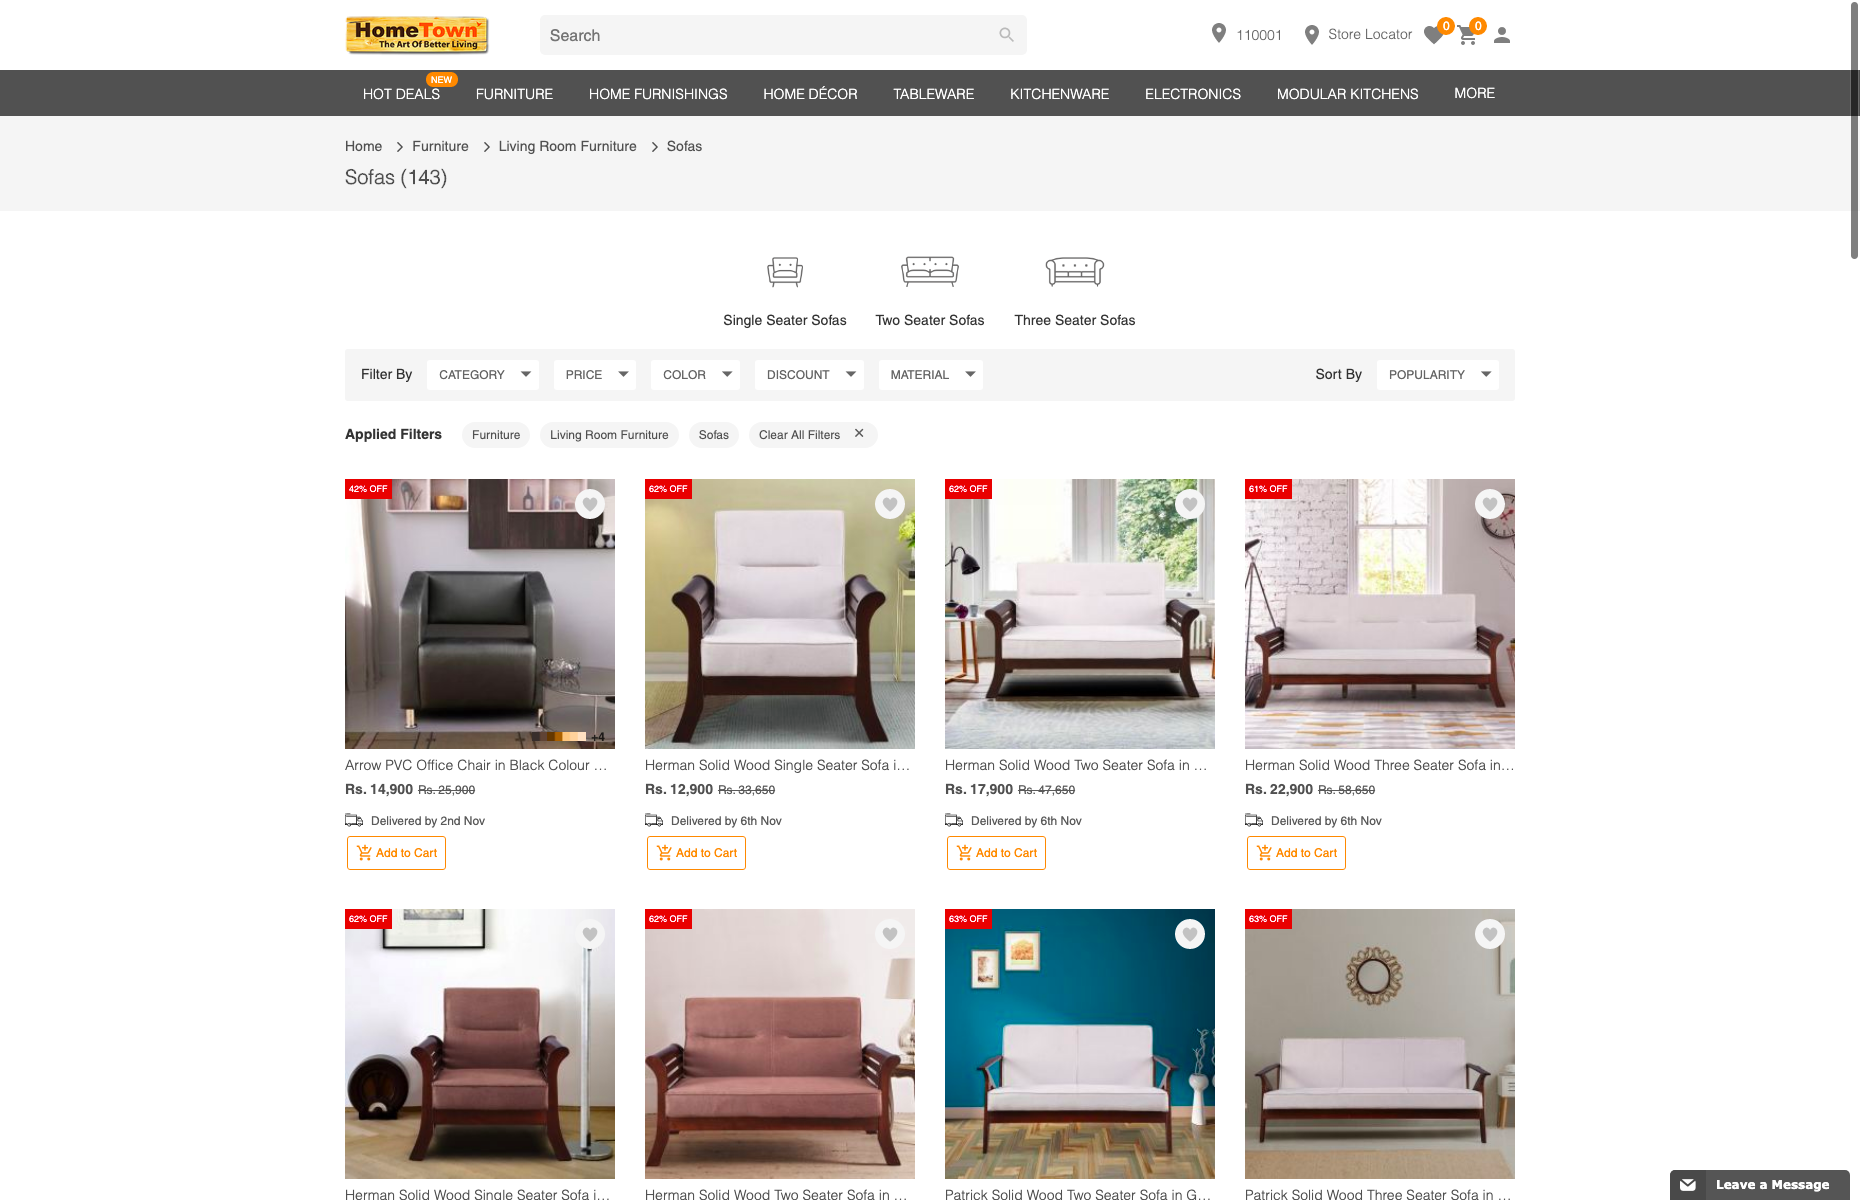 HomeTown
The Art Of Better Living
Search
110001
Store Locator
0
0
NEW
HOT DEALS
FURNITURE
HOME FURNISHINGS
HOME DÉCOR
TABLEWARE
KITCHENWARE
ELECTRONICS
MODULAR KITCHENS
MORE
Home > Furniture > Living Room Furniture > Sofas
Sofas (143)
Single Seater Sofas
Two Seater Sofas
Three Seater Sofas
Filter By
CATEGORY
PRICE
COLOR
DISCOUNT
MATERIAL
Sort By
POPULARITY
Applied Filters
Furniture
Living Room Furniture
Sofas
Clear All Filters ✕
42% OFF
+4
Arrow PVC Office Chair in Black Colour ...
Rs. 14,900 Rs. 25,900
Delivered by 2nd Nov
Add to Cart
62% OFF
Herman Solid Wood Single Seater Sofa i...
Rs. 12,900 Rs. 33,650
Delivered by 6th Nov
Add to Cart
62% OFF
Herman Solid Wood Two Seater Sofa in ...
Rs. 17,900 Rs. 47,650
Delivered by 6th Nov
Add to Cart
61% OFF
Herman Solid Wood Three Seater Sofa in...
Rs. 22,900 Rs. 58,650
Delivered by 6th Nov
Add to Cart
62% OFF
Herman Solid Wood Single Seater Sofa i...
62% OFF
Herman Solid Wood Two Seater Sofa in ...
63% OFF
Patrick Solid Wood Two Seater Sofa in G...
63% OFF
Patrick Solid Wood Three Seater Sofa in ...
Leave a Message